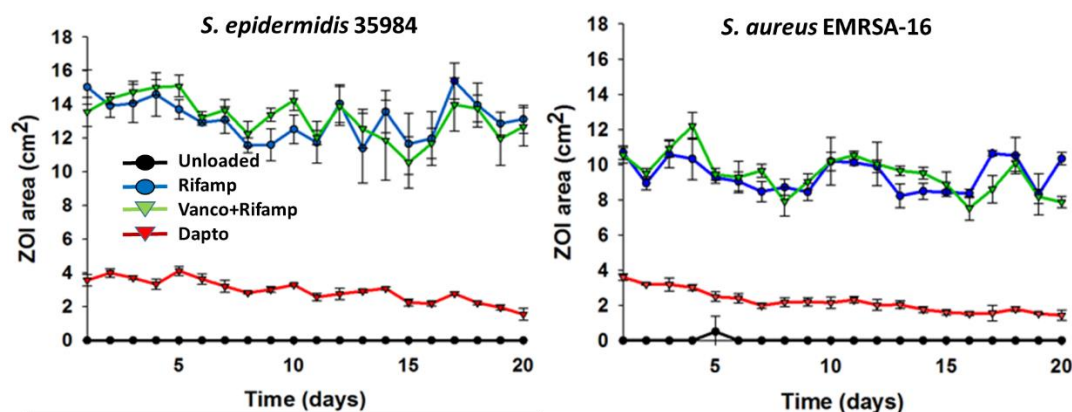 S. epidermidis 35984
ZOI area (cm²)
18
16
14
12
10
8
6
4
2
0
Unloaded
Rifamp
Vanco+Rifamp
Dapto
5 10 15 20
Time (days)
S. aureus EMRSA-16
ZOI area (cm²)
18
16
14
12
10
8
6
4
2
0
5 10 15 20
Time (days)